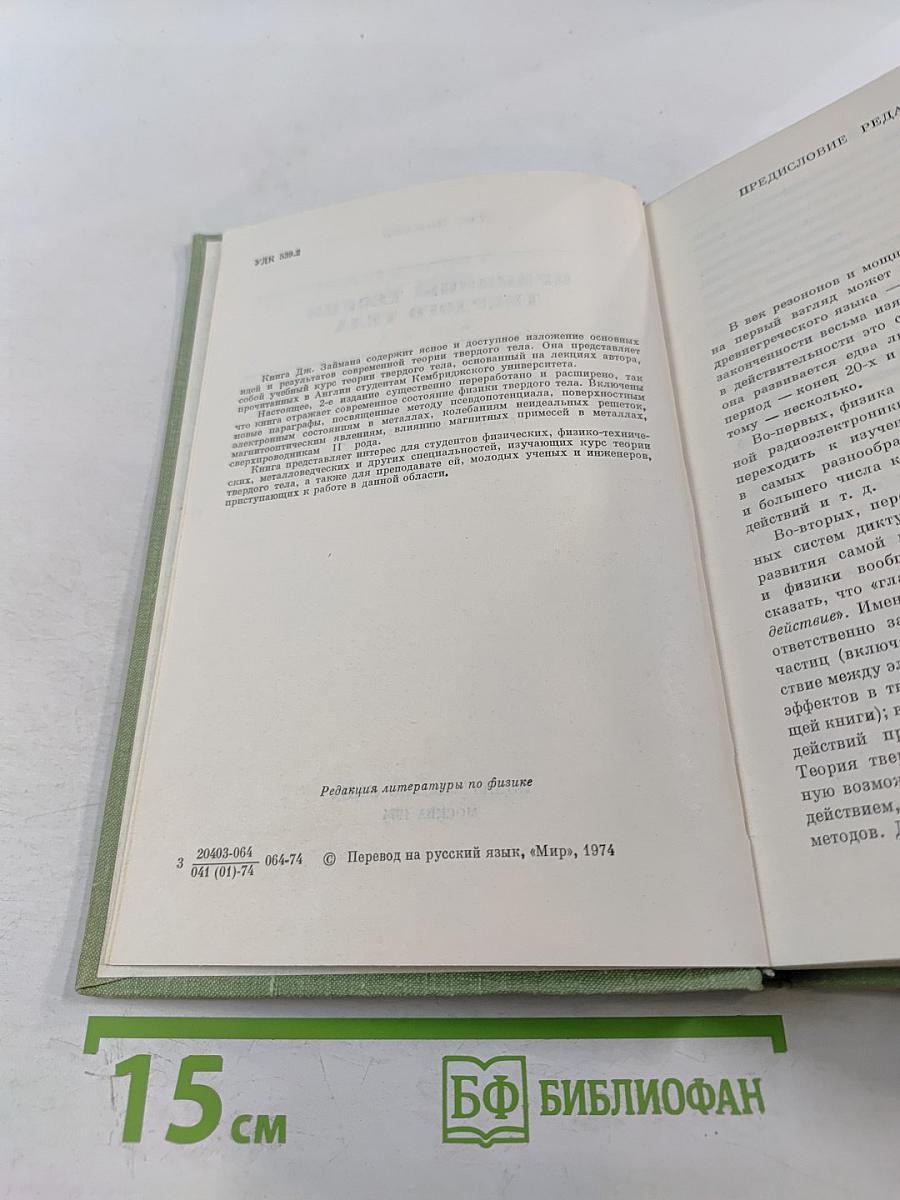 УДК 539.2
Книга Дж. Займана содержит ясное и доступное изложение основных
идей и результатов современной теории твердого тела. Она представляет
собой учебный курс теории твердого тела, основанный на лекциях автора,
прочитанных в Англии студентам Кембриджского университета.
Настоящее, 2-е издание существенно переработано и расширено, так
что книга отражает современное состояние физики твердого тела. Включены
новые параграфы, посвященные методу псевдопотенциала, поверхностным
электронным состояниям в металлах, колебаниям неидеальных решеток,
магнитооптическим явлениям, влиянию магнитных примесей в металлах,
сверхпроводникам II рода.
Книга представляет интерес для студентов физических, физико-техниче-
ских, металловедческих и других специальностей, изучающих курс теории
твердого тела, а также для преподавате ей, молодых ученых и инженеров,
приступающих к работе в данной области.
Редакция литературы по физике
3 20403-064 064-74 © Перевод на русский язык, «Мир», 1974
041 (01)-74
ПРЕДИСЛОВИЕ РЕДА
В век резононов и мощн
на первый взгляд может
древнегреческого языка —
законченности весьма изя
в действительности это с
она развивается едва ли
период — конец 20-х и
тому — несколько.
Во-первых, физика
ной радиоэлектроники
переходить к изучен
в самых разнообра
и большего числа к
действий и т. д.
Во-вторых, пере
ных систем дикту
развития самой
и физики вообщ
сказать, что «гла
действие». Имен
ответственно за
частиц (включа
ствие между эл
эффектов в тв
щей книги); в
действий пр
Теория твер
ную возмож
действием,
методов. Д
15 см
БФ БИБЛИОФАН